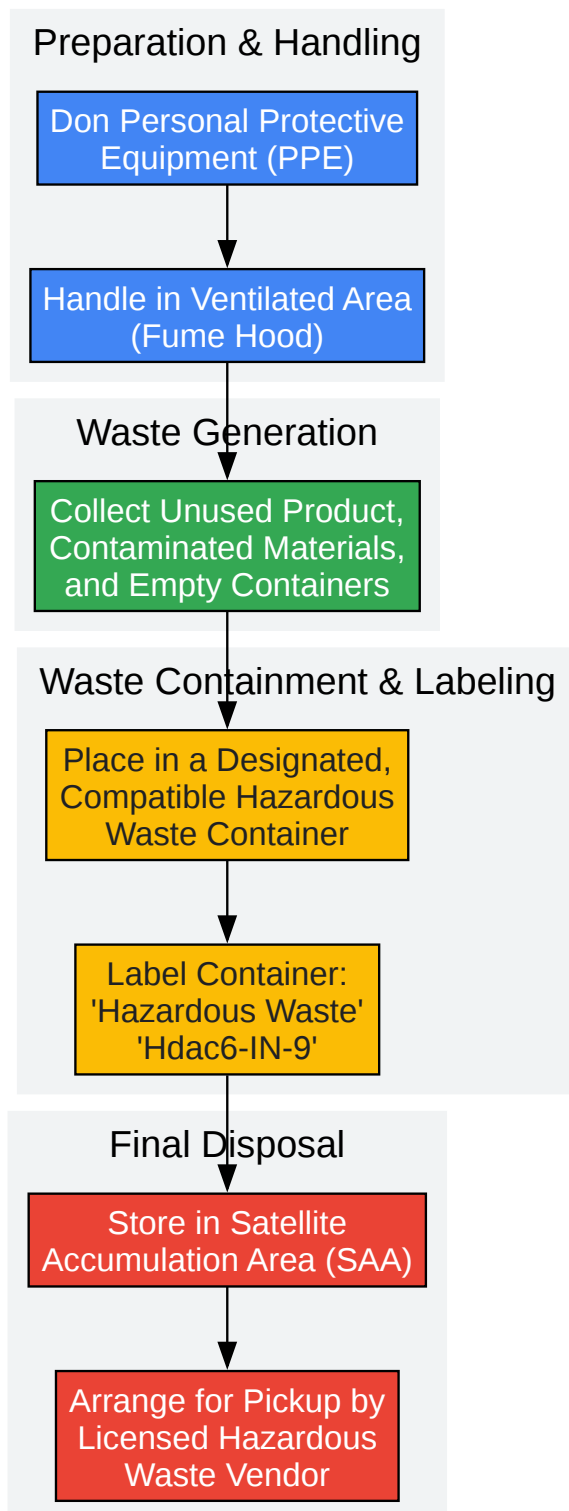 Preparation & Handling
Don Personal Protective
Equipment (PPE)
Handle in Ventilated Area
(Fume Hood)
Waste Generation
Collect Unused Product,
Contaminated Materials,
and Empty Containers
Waste Containment & Labeling
Place in a Designated,
Compatible Hazardous
Waste Container
Label Container:
'Hazardous Waste'
'Hdac6-IN-9'
Final Disposal
Store in Satellite
Accumulation Area (SAA)
Arrange for Pickup by
Licensed Hazardous
Waste Vendor